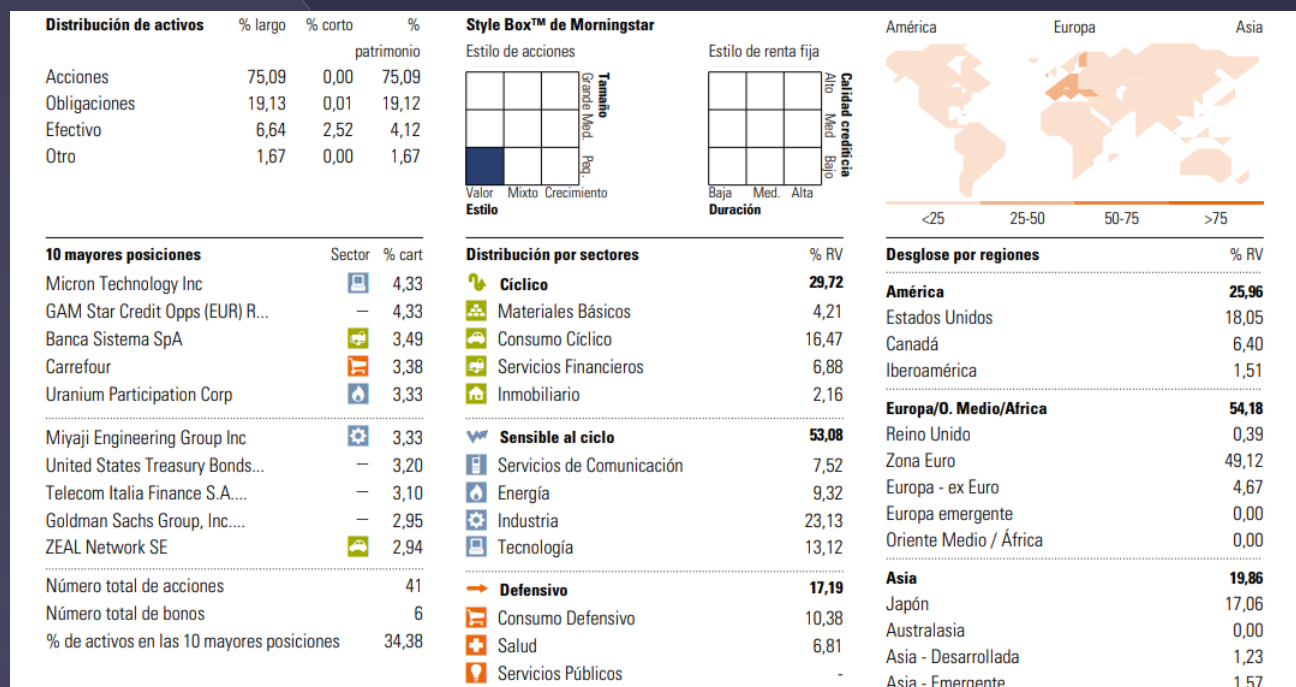 Distribución de activos % largo % corto %
patrimonio
Acciones 75,09 0,00 75,09
Obligaciones 19,13 0,01 19,12
Efectivo 6,64 2,52 4,12
Otro 1,67 0,00 1,67
Style Box™ de Morningstar
Estilo de acciones
Tamaño
Grande Med. Peq.
Valor Mixto Crecimiento
Estilo
Estilo de renta fija
Calidad crediticia
Alto Med Bajo
Baja Med. Alta
Duración
América Europa Asia
<25 25-50 50-75 >75
10 mayores posiciones Sector % cart
Micron Technology Inc 4,33
GAM Star Credit Opps (EUR) R... – 4,33
Banca Sistema SpA 3,49
Carrefour 3,38
Uranium Participation Corp 3,33
Miyaji Engineering Group Inc 3,33
United States Treasury Bonds... – 3,20
Telecom Italia Finance S.A.... – 3,10
Goldman Sachs Group, Inc.... – 2,95
ZEAL Network SE 2,94
Número total de acciones 41
Número total de bonos 6
% de activos en las 10 mayores posiciones 34,38
Distribución por sectores % RV
Cíclico 29,72
Materiales Básicos 4,21
Consumo Cíclico 16,47
Servicios Financieros 6,88
Inmobiliario 2,16
Sensible al ciclo 53,08
Servicios de Comunicación 7,52
Energía 9,32
Industria 23,13
Tecnología 13,12
Defensivo 17,19
Consumo Defensivo 10,38
Salud 6,81
Servicios Públicos -
Desglose por regiones % RV
América 25,96
Estados Unidos 18,05
Canadá 6,40
Iberoamérica 1,51
Europa/O. Medio/Africa 54,18
Reino Unido 0,39
Zona Euro 49,12
Europa - ex Euro 4,67
Europa emergente 0,00
Oriente Medio / África 0,00
Asia 19,86
Japón 17,06
Australasia 0,00
Asia - Desarrollada 1,23
Asia - Emergente 1,57